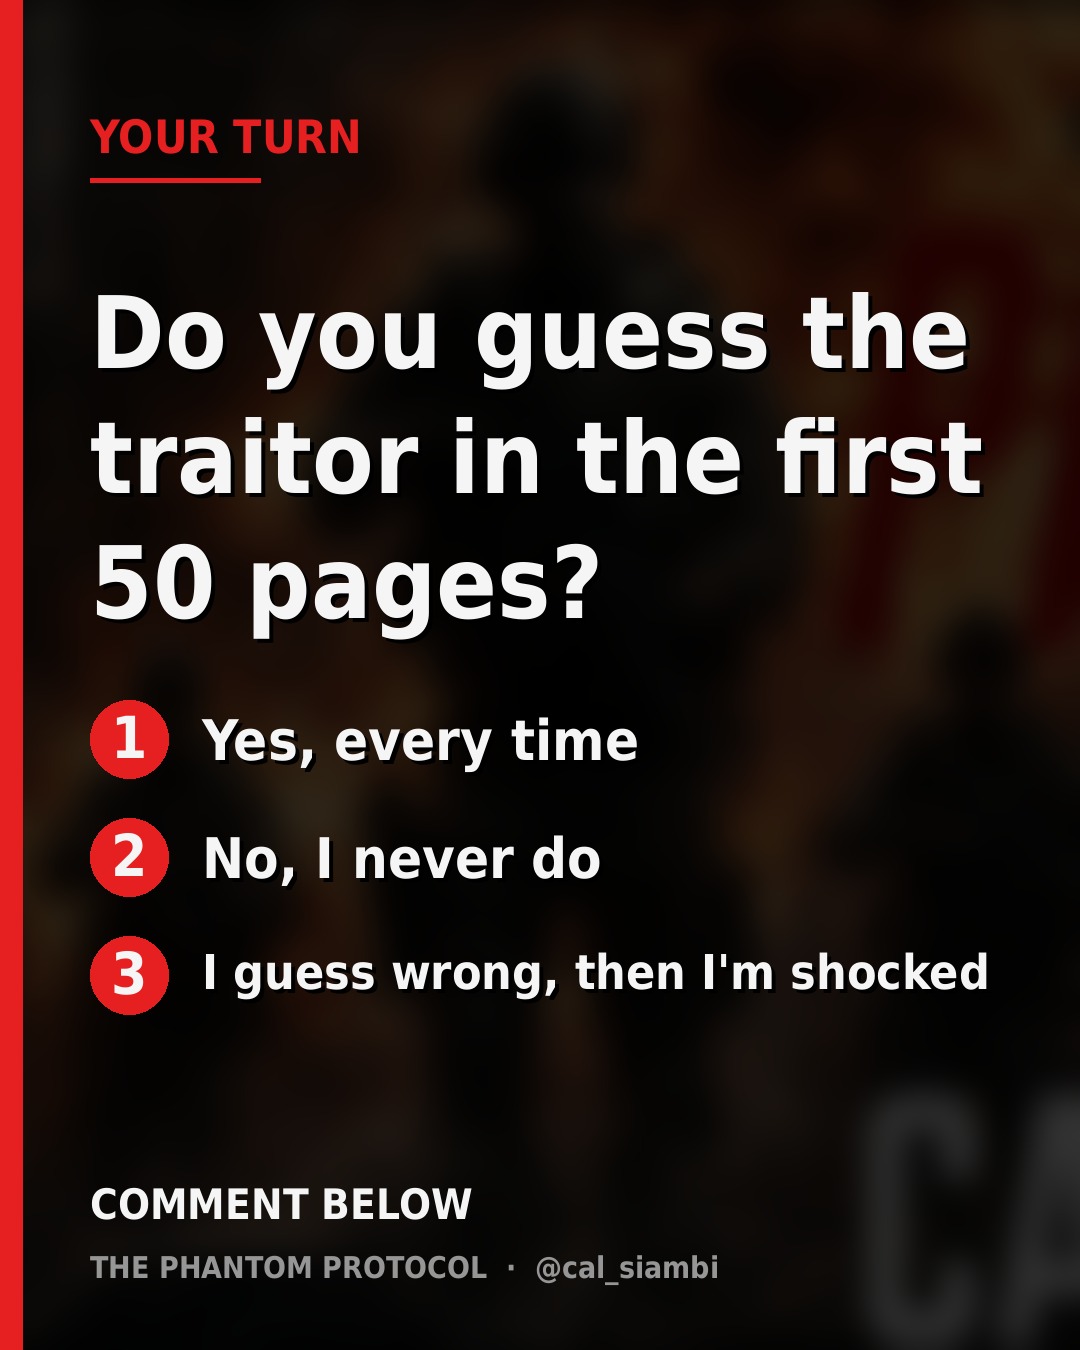 YOUR TURN
Do you guess the
traitor in the first
50 pages?
1 Yes, every time
2 No, I never do
3 I guess wrong, then I'm shocked
COMMENT BELOW
THE PHANTOM PROTOCOL · @cal_siambi
CA